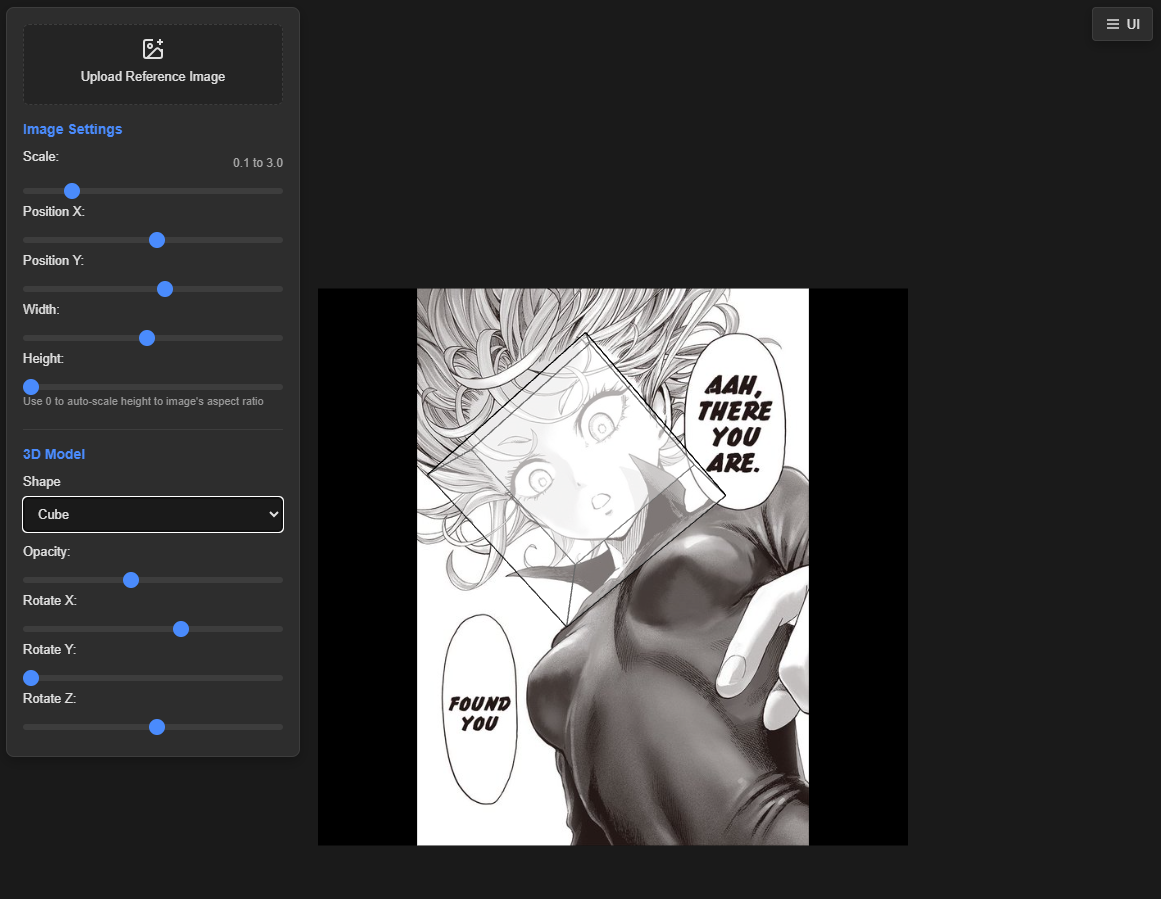 UI
Upload Reference Image
Image Settings
Scale:
0.1 to 3.0
Position X:
Position Y:
Width:
Height:
Use 0 to auto-scale height to image's aspect ratio
3D Model
Shape
Cube
Opacity:
Rotate X:
Rotate Y:
Rotate Z:
AAH,
THERE
YOU
ARE.
FOUND
YOU